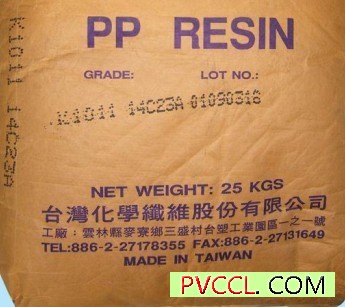 PP RESIN
GRADE: LOT NO.:
K1011 14C23A 01090318
K1011 14C23A
NET WEIGHT: 25 KGS
台灣化學纖維股份有限公司
工廠：雲林縣麥寮鄉三盛村台塑工業園區一之一號
TEL:886-2-27178355 FAX:886-2-27131649
MADE IN TAIWAN
PVCCL.COM